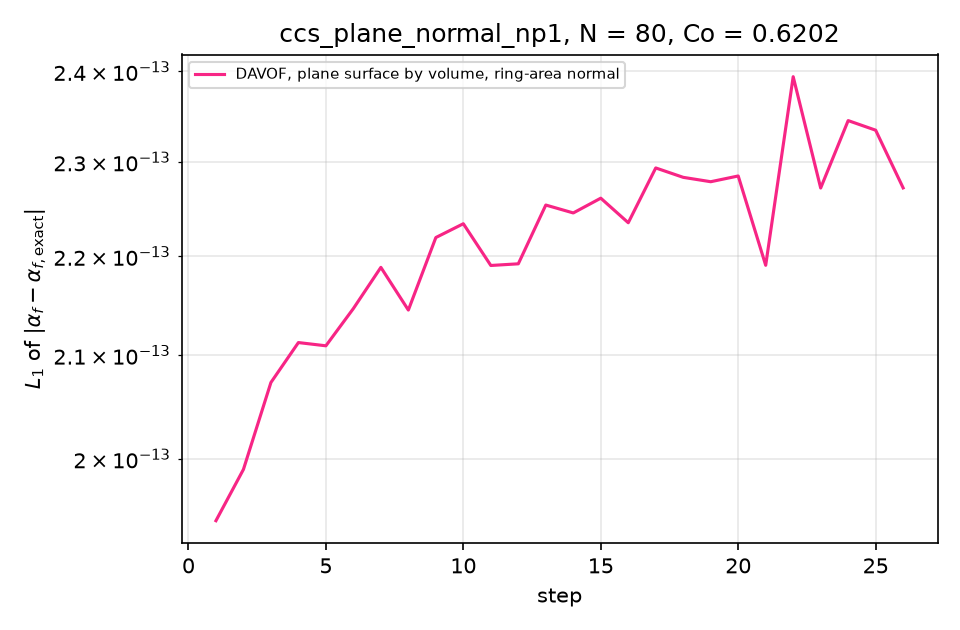 ccs_plane_normal_np1, N = 80, Co = 0.6202
DAVOF, plane surface by volume, ring-area normal
L₁ of |α_f − α_{f, exact}|
2.4 × 10⁻¹³
2.3 × 10⁻¹³
2.2 × 10⁻¹³
2.1 × 10⁻¹³
2 × 10⁻¹³
0 5 10 15 20 25
step